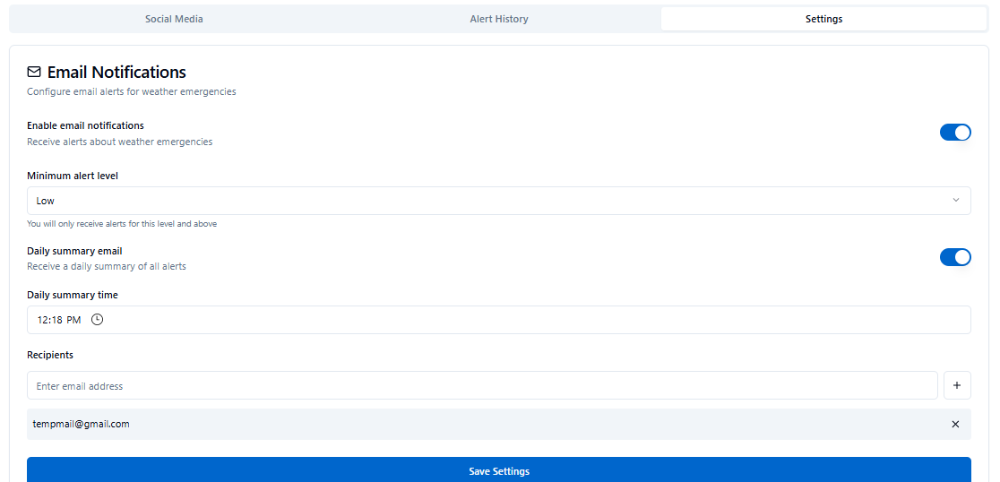 Social Media
Alert History
Settings
Email Notifications
Configure email alerts for weather emergencies
Enable email notifications
Receive alerts about weather emergencies
Minimum alert level
Low
You will only receive alerts for this level and above
Daily summary email
Receive a daily summary of all alerts
Daily summary time
12:18 PM
Recipients
Enter email address
tempmail@gmail.com
Save Settings